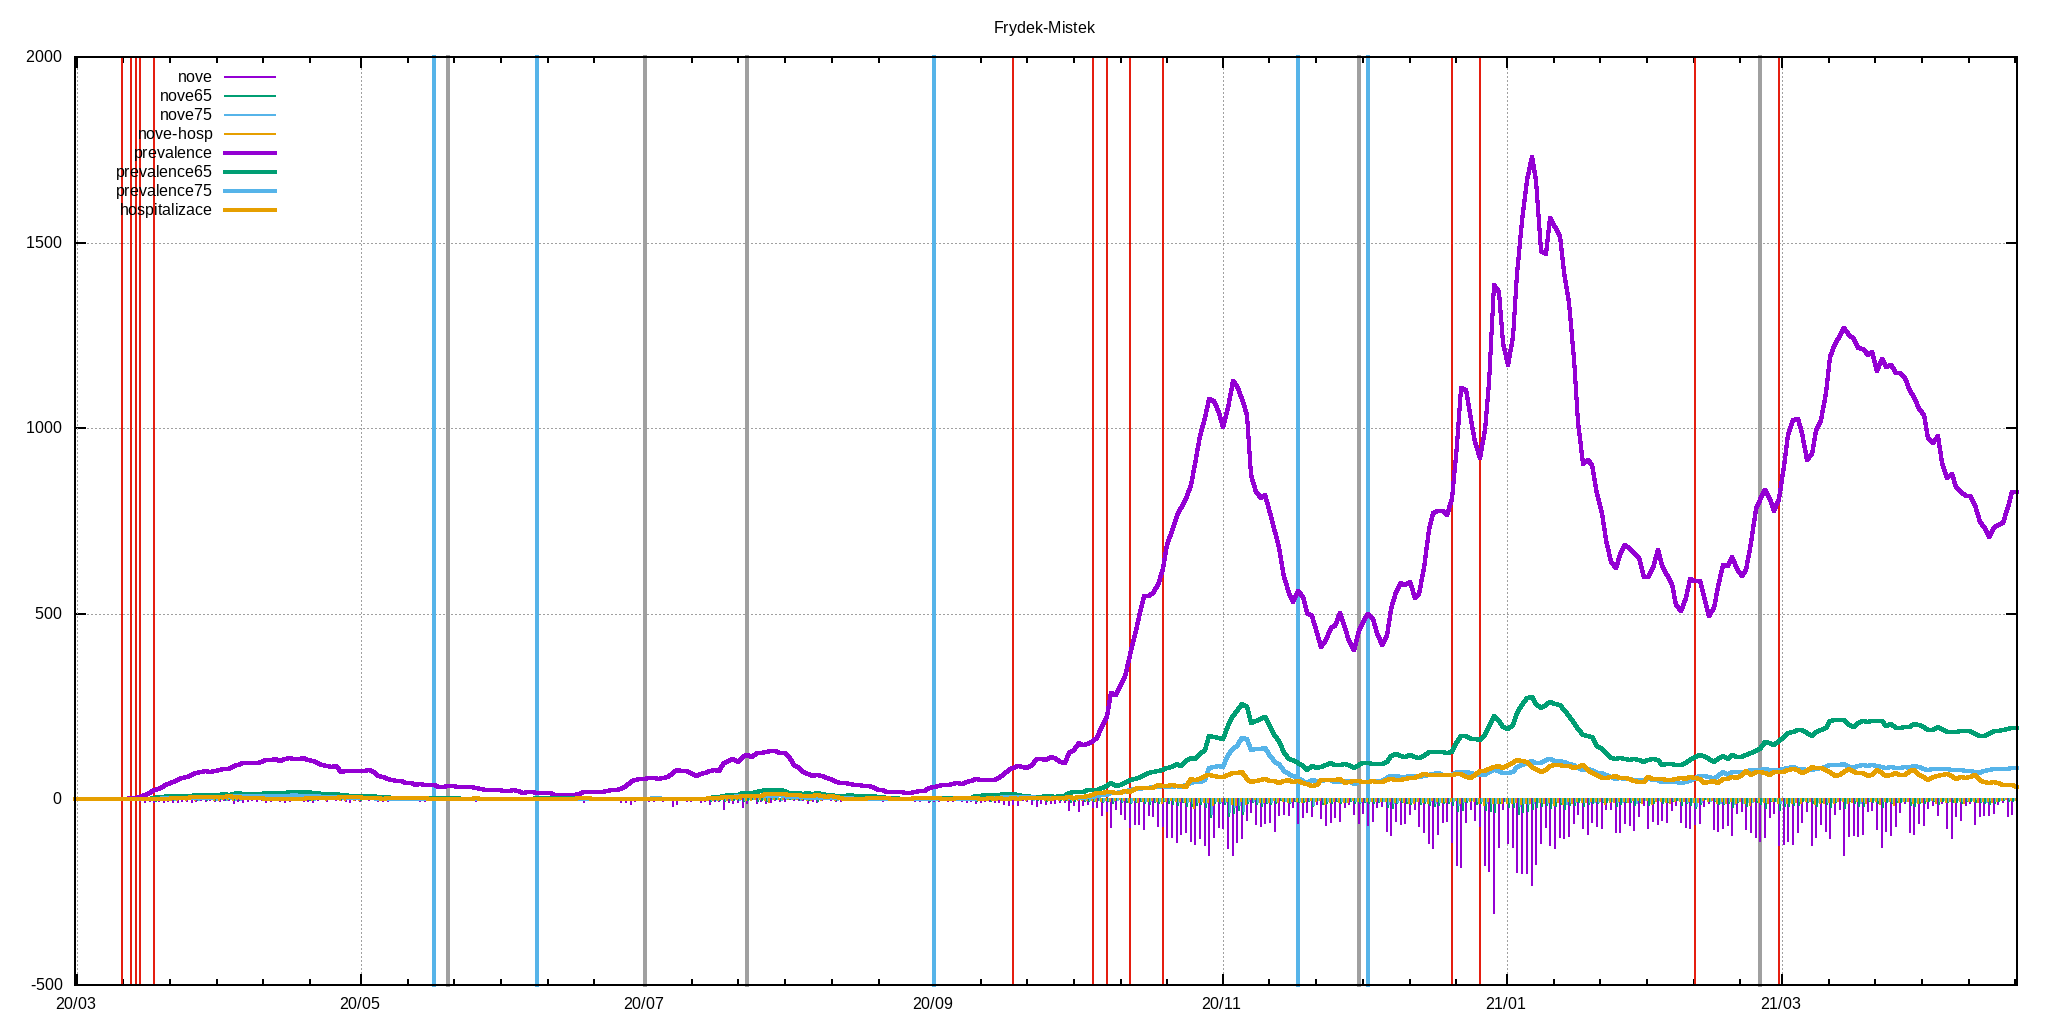 Frydek-Mistek
2000
1500
1000
500
0
-500
nove
nove65
nove75
nove-hosp
prevalence
prevalence65
prevalence75
hospitalizace
20/03 20/05 20/07 20/09 20/11 21/01 21/03